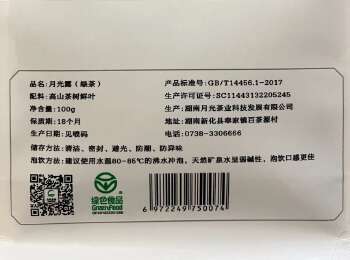 品名：月光露（绿茶）
产品标准号：GB/T14456.1-2017
配料：高山茶树鲜叶
生产许可证号：SC11443132205245
净含量：100g
生产商：湖南月光茶业科技发展有限公司
保质期：18个月
地址：湖南新化县奉家镇百茶源村
生产日期：见喷码
电话：0738-3306666
储存方法：清洁、密封、避光、防潮、防异味
泡饮方法：建议使用水温80-85℃的沸水冲泡，天然矿泉水呈弱碱性，泡饮口感更佳
绿色食品
GreenFood
6 972249 750074